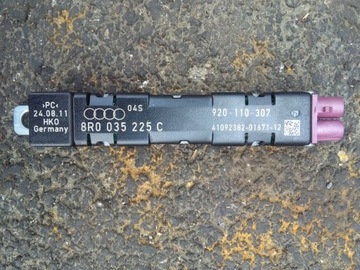 >PC<
24.08.11
HKO
Germany
04S
8R0 035 225 C
920-110-307
41092382-01671-12